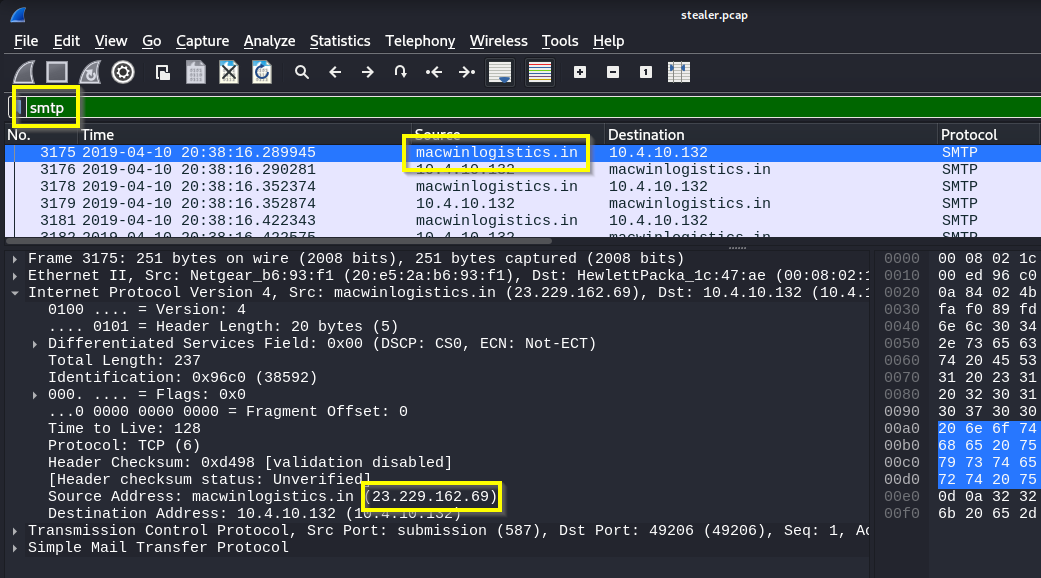 stealer.pcap
File Edit View Go Capture Analyze Statistics Telephony Wireless Tools Help
smtp
No. Time Source Destination Protocol
3175 2019-04-10 20:38:16.289945 macwinlogistics.in 10.4.10.132 SMTP
3176 2019-04-10 20:38:16.290281 10.4.10.132 macwinlogistics.in SMTP
3178 2019-04-10 20:38:16.352374 macwinlogistics.in 10.4.10.132 SMTP
3179 2019-04-10 20:38:16.352874 10.4.10.132 macwinlogistics.in SMTP
3181 2019-04-10 20:38:16.422343 macwinlogistics.in 10.4.10.132 SMTP
3182 2019-04-10 20:38:16.422575 10.4.10.132 macwinlogistics.in SMTP
Frame 3175: 251 bytes on wire (2008 bits), 251 bytes captured (2008 bits)
Ethernet II, Src: Netgear_b6:93:f1 (20:e5:2a:b6:93:f1), Dst: HewlettPacka_1c:47:ae (00:08:02:1
Internet Protocol Version 4, Src: macwinlogistics.in (23.229.162.69), Dst: 10.4.10.132 (10.4.1
0100 .... = Version: 4
.... 0101 = Header Length: 20 bytes (5)
Differentiated Services Field: 0x00 (DSCP: CS0, ECN: Not-ECT)
Total Length: 237
Identification: 0x96c0 (38592)
000. .... = Flags: 0x0
...0 0000 0000 0000 = Fragment Offset: 0
Time to Live: 128
Protocol: TCP (6)
Header Checksum: 0xd498 [validation disabled]
[Header checksum status: Unverified]
Source Address: macwinlogistics.in (23.229.162.69)
Destination Address: 10.4.10.132 (10.4.10.132)
Transmission Control Protocol, Src Port: submission (587), Dst Port: 49206 (49206), Seq: 1, Ac
Simple Mail Transfer Protocol
0000 00 08 02 1c
0010 00 ed 96 c0
0020 0a 84 02 4b
0030 fa f0 89 fd
0040 6e 6c 30 34
0050 2e 73 65 63
0060 74 20 45 53
0070 31 20 23 31
0080 20 32 30 31
0090 30 37 30 30
00a0 20 6e 6f 74
00b0 68 65 20 75
00c0 79 73 74 65
00d0 72 74 20 75
00e0 0d 0a 32 32
00f0 6b 20 65 2d